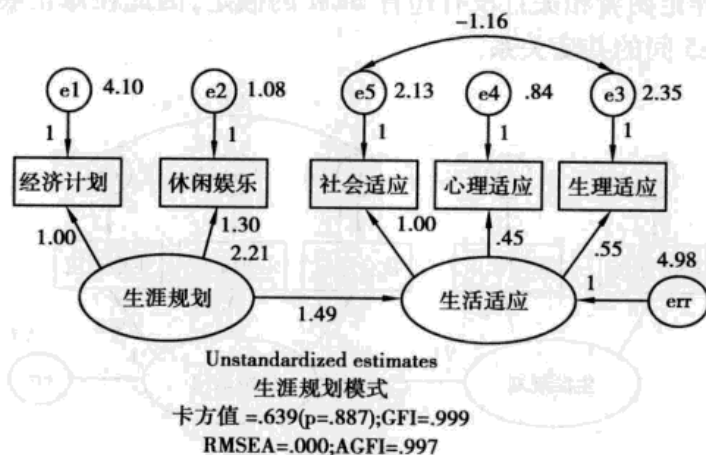 -1.16
e1 4.10 e2 1.08 e5 2.13 e4 .84 e3 2.35
1 1 1 1 1
经济计划 休闲娱乐 社会适应 心理适应 生理适应
1.00 1.30 1.00 .45 .55
2.21 4.98
生涯规划 1.49 生活适应 1 err
Unstandardized estimates
生涯规划模式
卡方值 =.639(p=.887);GFI=.999
RMSEA=.000;AGFI=.997